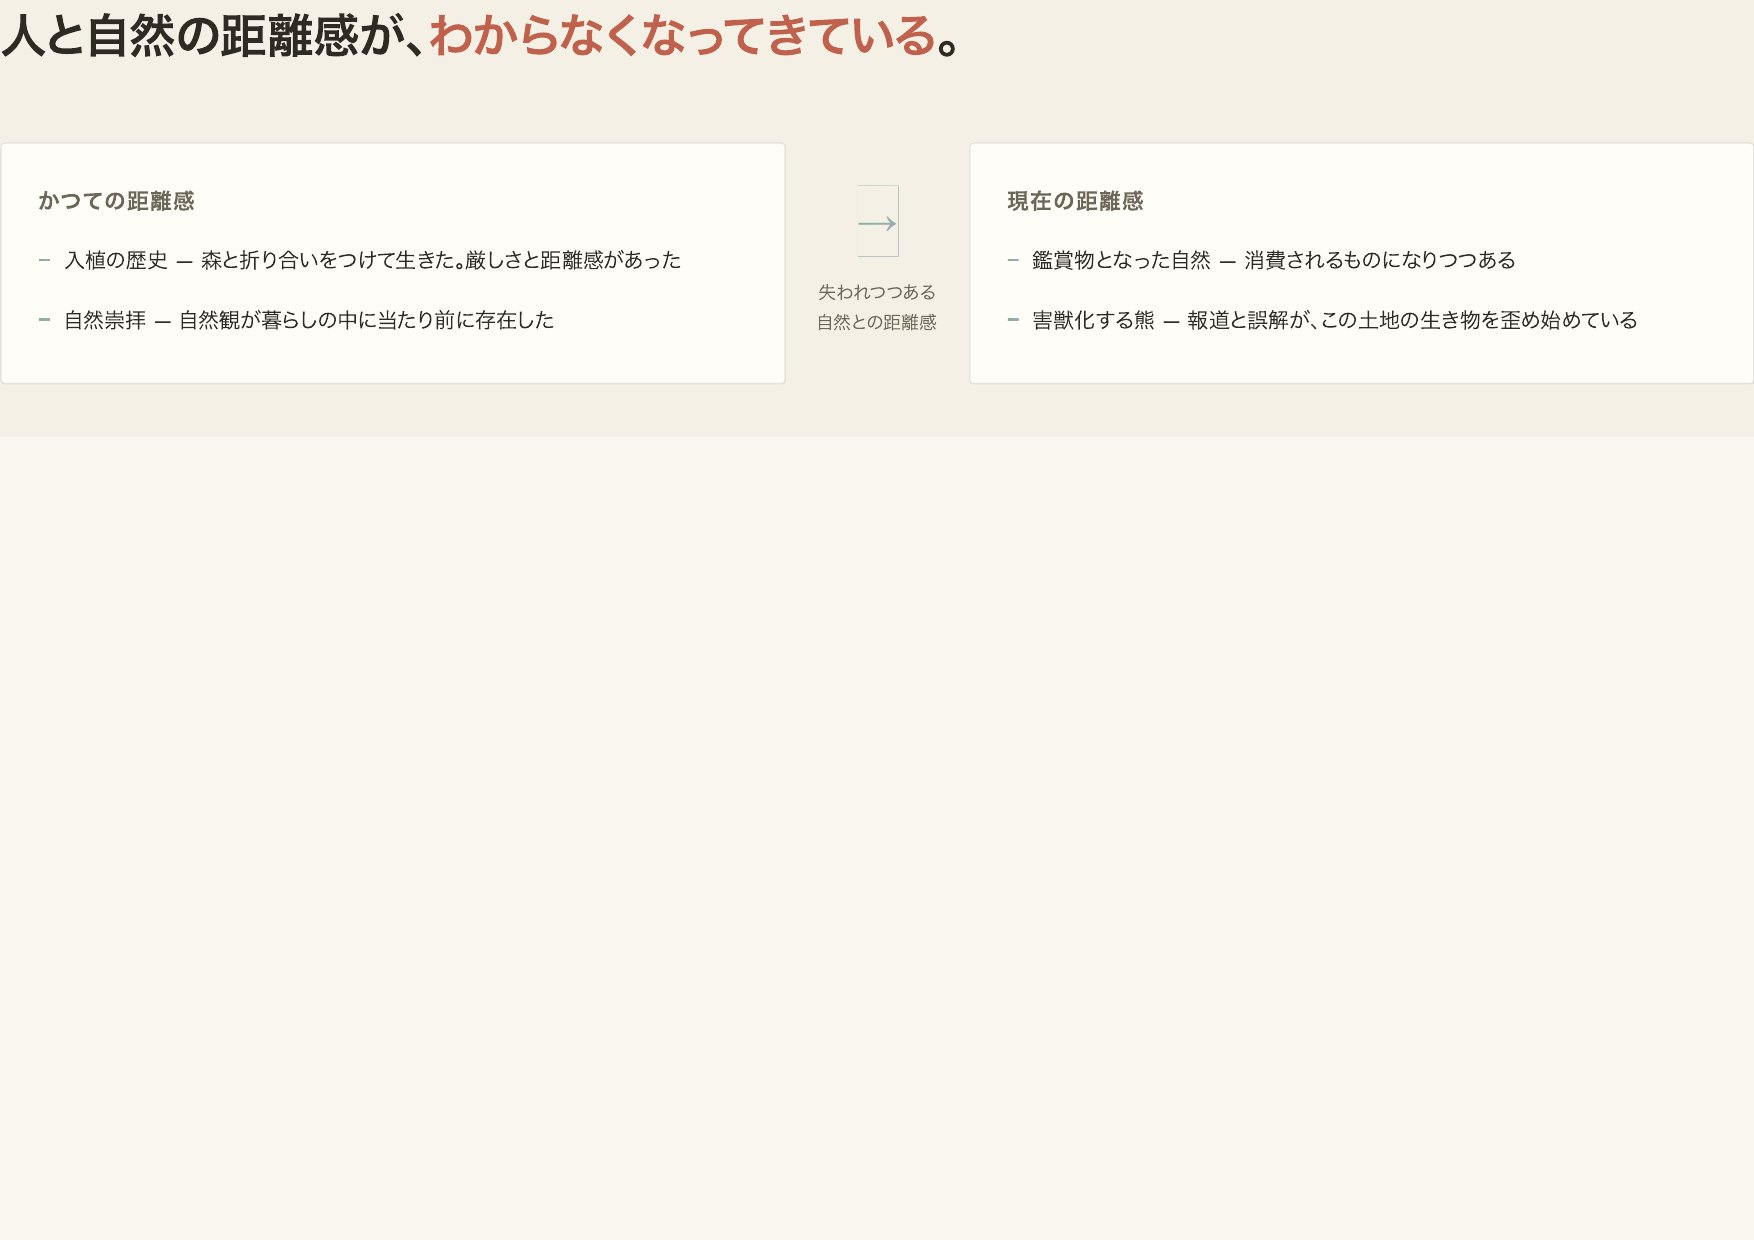 人と自然の距離感が、わからなくなってきている。
かつての距離感
– 入植の歴史 — 森と折り合いをつけて生きた。厳しさと距離感があった
– 自然崇拝 — 自然観が暮らしの中に当たり前に存在した
→
失われつつある
自然との距離感
現在の距離感
– 鑑賞物となった自然 — 消費されるものになりつつある
– 害獣化する熊 — 報道と誤解が、この土地の生き物を歪め始めている